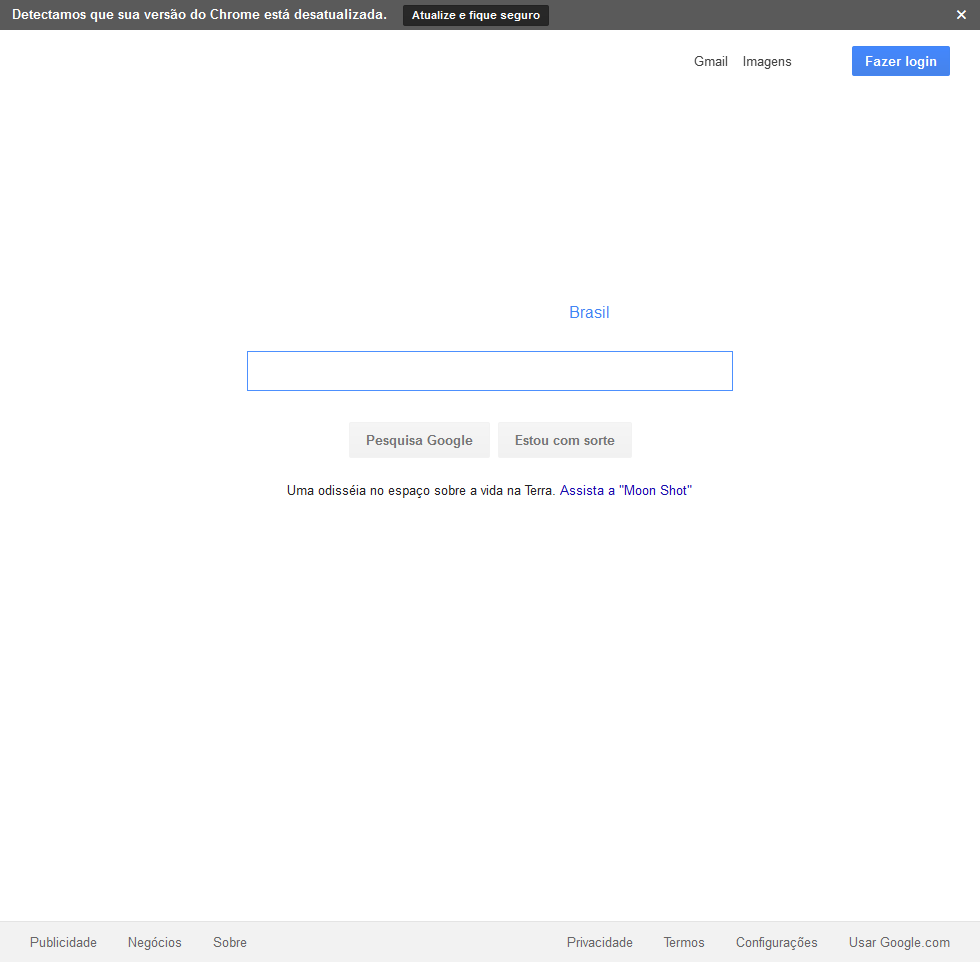 Detectamos que sua versão do Chrome está desatualizada. Atualize e fique seguro ×
Gmail Imagens Fazer login
Brasil
Pesquisa Google Estou com sorte
Uma odisséia no espaço sobre a vida na Terra. Assista a "Moon Shot"
Publicidade Negócios Sobre Privacidade Termos Configurações Usar Google.com